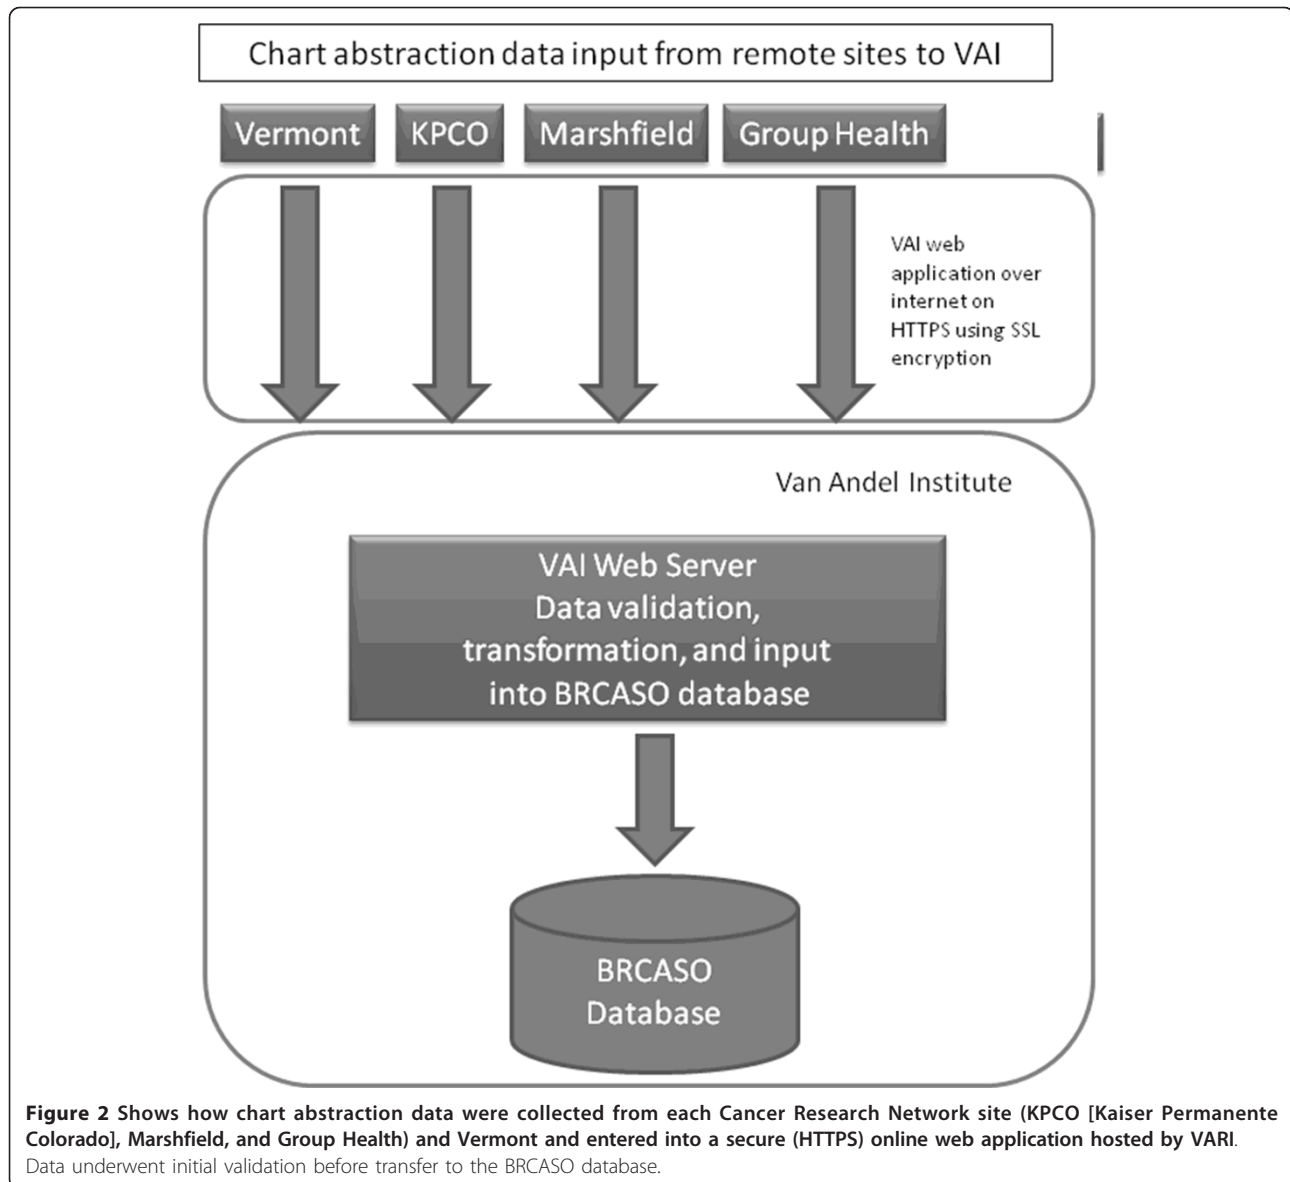 Chart abstraction data input from remote sites to VAI
Vermont
KPCO
Marshfield
Group Health
VAI web
application over
internet on
HTTPS using SSL
encryption
Van Andel Institute
VAI Web Server
Data validation,
transformation, and input
into BRCASO database
BRCASO
Database
Figure 2 Shows how chart abstraction data were collected from each Cancer Research Network site (KPCO [Kaiser Permanente
Colorado], Marshfield, and Group Health) and Vermont and entered into a secure (HTTPS) online web application hosted by VARI.
Data underwent initial validation before transfer to the BRCASO database.